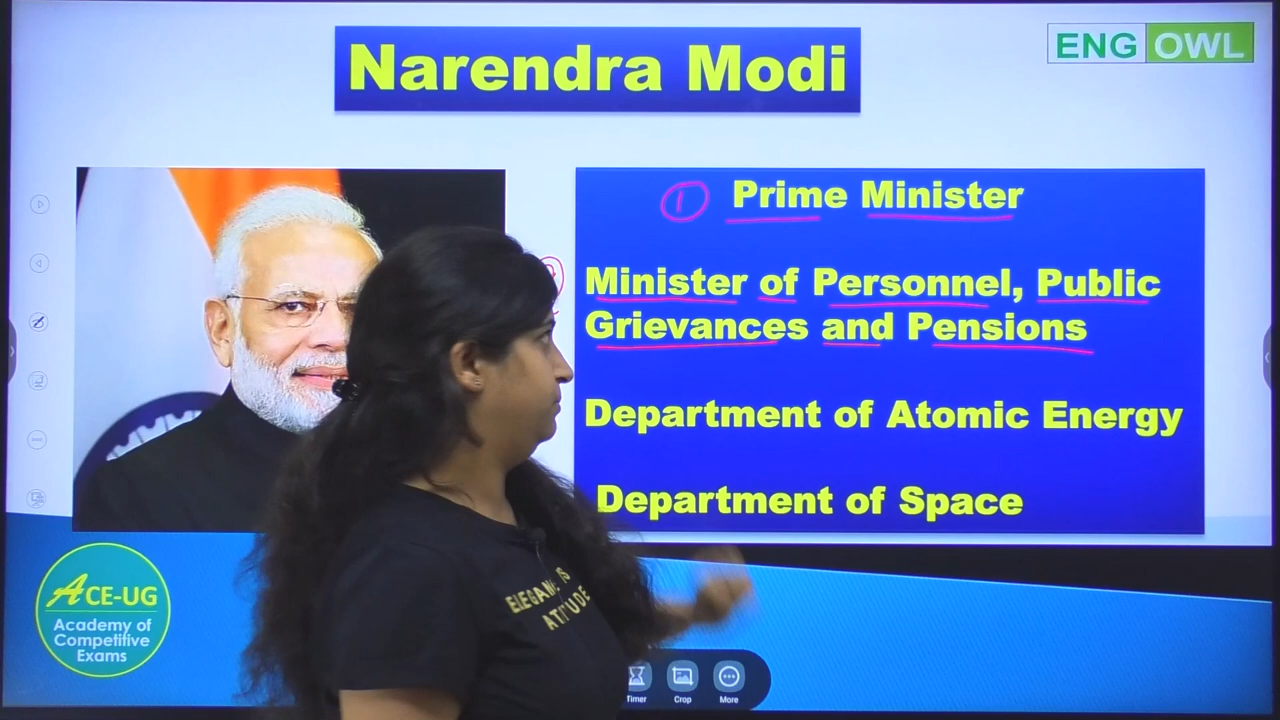 Narendra Modi
ENG OWL
1 Prime Minister
Minister of Personnel, Public
Grievances and Pensions
Department of Atomic Energy
Department of Space
ACE-UG
Academy of
Competitive
Exams
Timer
Crop
More